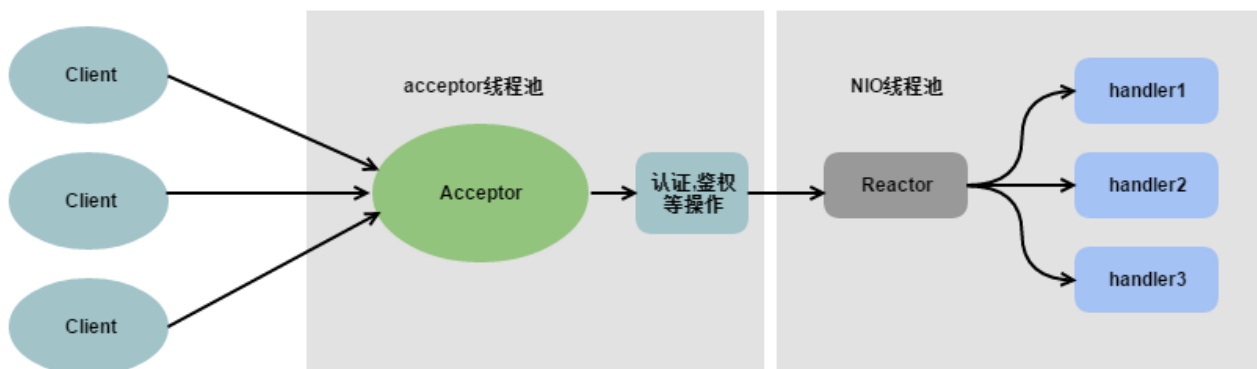 Client
Client
Client
acceptor线程池
Acceptor
认证,鉴权
等操作
NIO线程池
Reactor
handler1
handler2
handler3